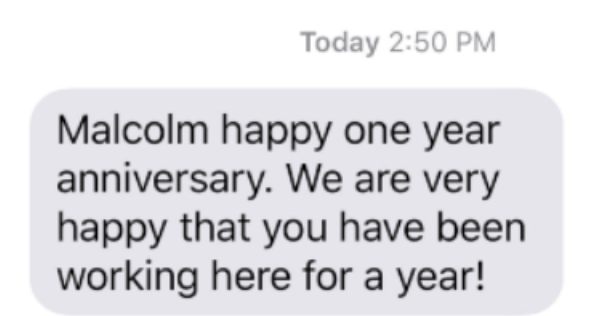 Today 2:50 PM
Malcolm happy one year
anniversary. We are very
happy that you have been
working here for a year!